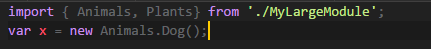 import { Animals, Plants} from './MyLargeModule';
var x = new Animals.Dog();